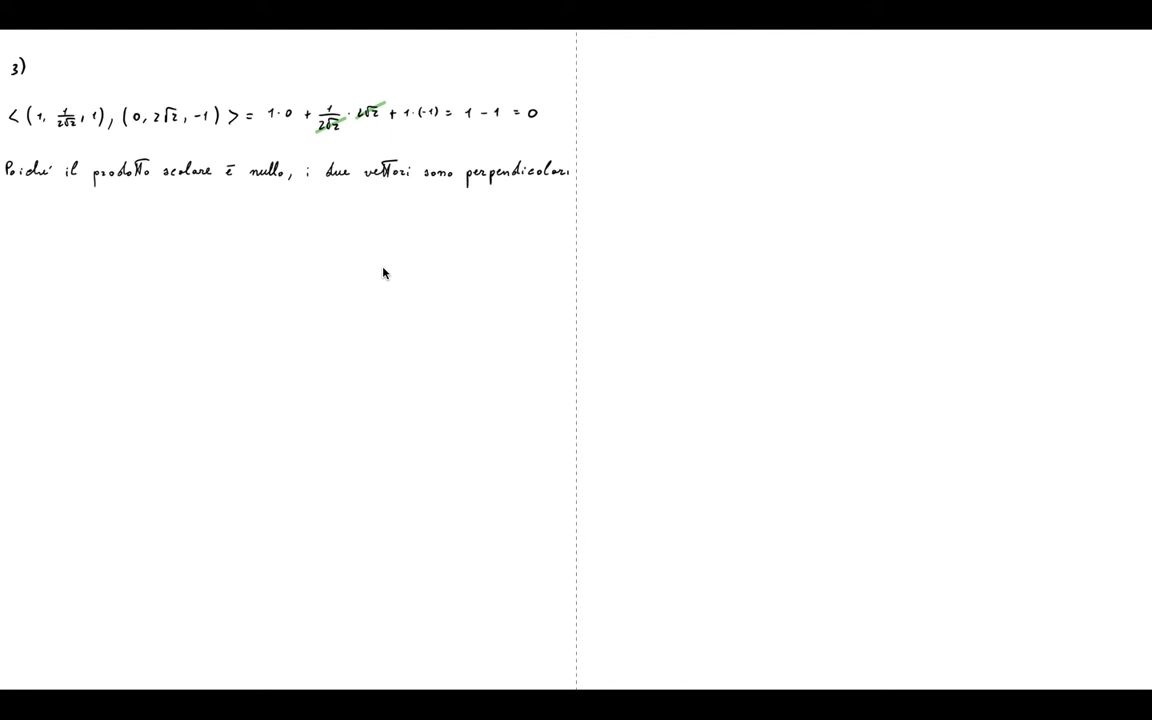 3)
< (1, 1/2√2, 1), (0, 2√2, -1) > = 1·0 + 1/2√2 · 2√2 + 1·(-1) = 1 - 1 = 0
Poiché il prodotto scalare è nullo, i due vettori sono perpendicolari